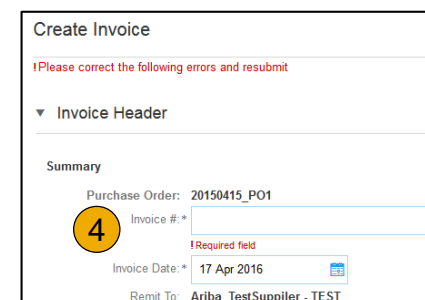 Create Invoice
!Please correct the following errors and resubmit
▼ Invoice Header
Summary
Purchase Order: 20150415_PO1
Invoice #:*
4
!Required field
Invoice Date:* 17 Apr 2016
Remit To: Ariba_TestSuppiler - TEST